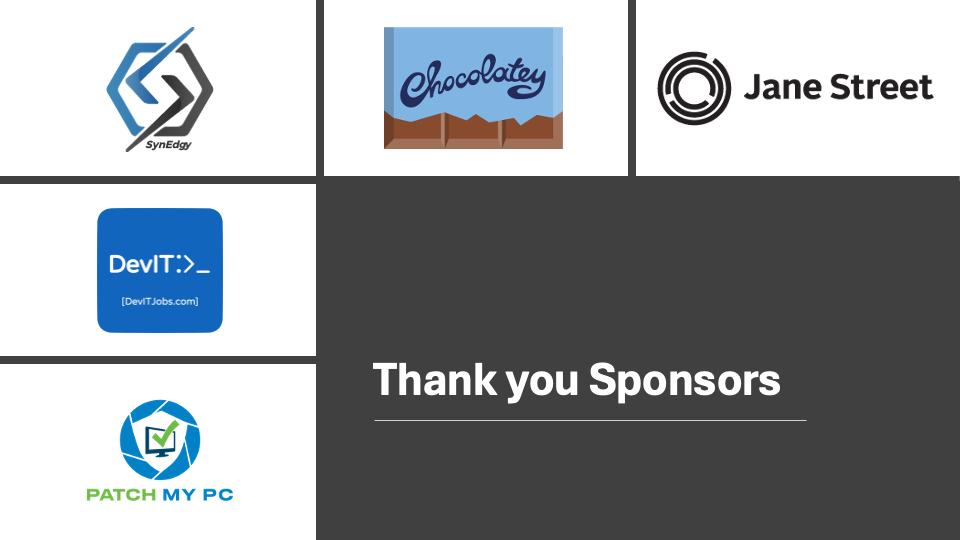 SynEdgy
Chocolatey
Jane Street
DevIT:>_
[DevITJobs.com]
PATCH MY PC
Thank you Sponsors